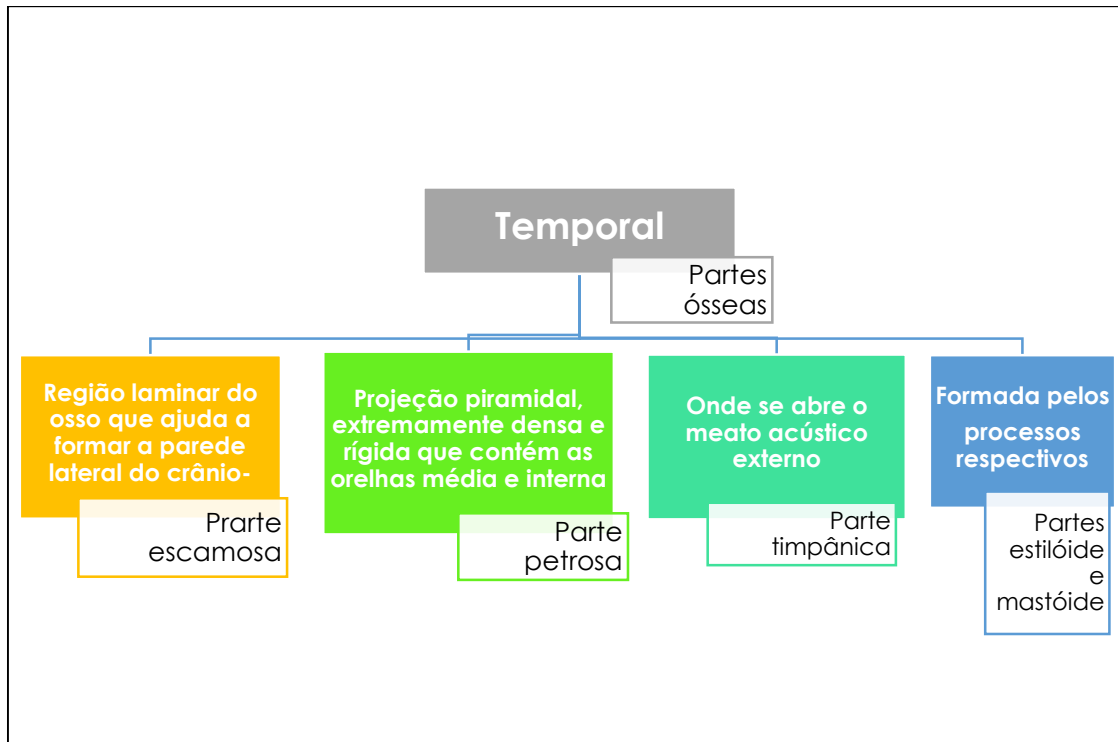 Temporal
Partes
ósseas
Região laminar do
osso que ajuda a
formar a parede
lateral do crânio-
Prarte
escamosa
Projeção piramidal,
extremamente densa e
rígida que contém as
orelhas média e interna
Parte
petrosa
Onde se abre o
meato acústico
externo
Parte
timpânica
Formada pelos
processos
respectivos
Partes
estilóide
e
mastóide